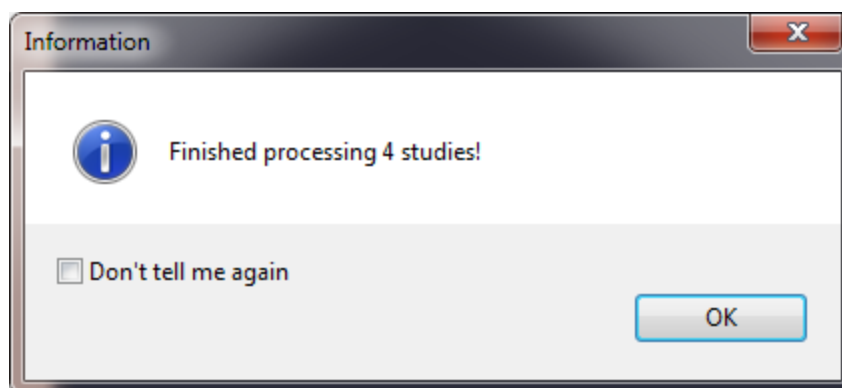 Information
Finished processing 4 studies!
Don't tell me again
OK